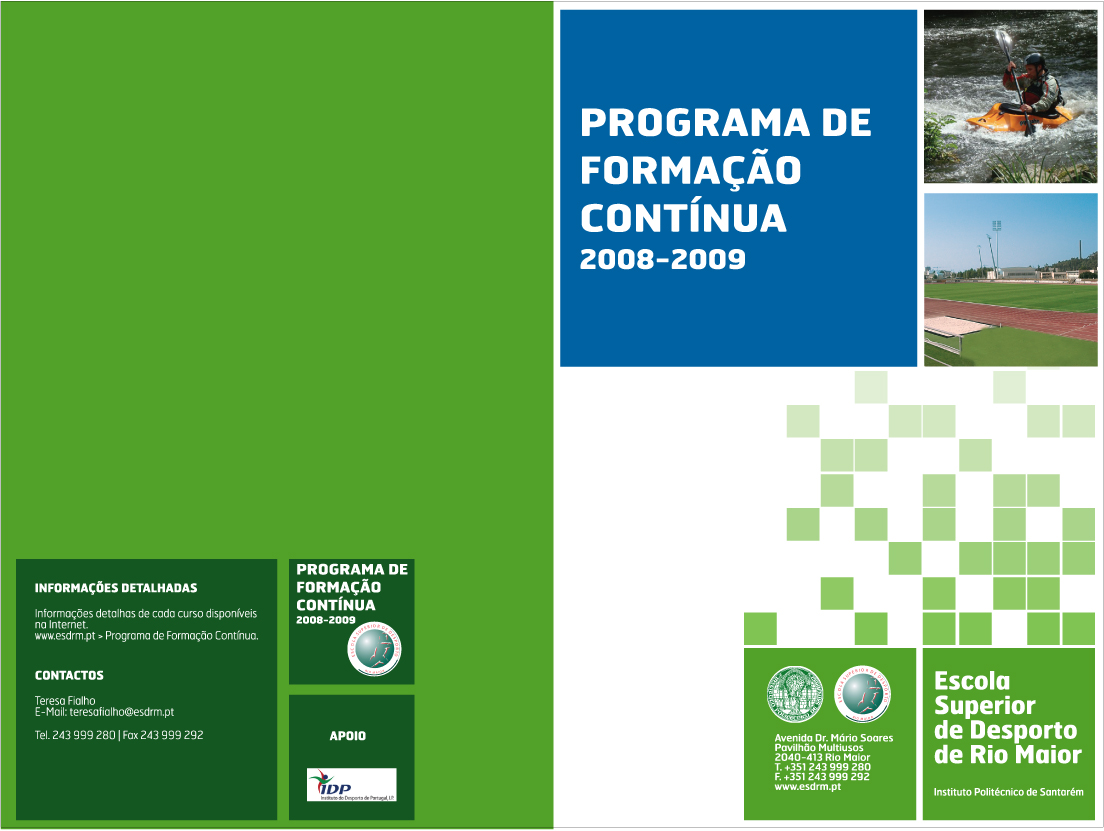 INFORMAÇÕES DETALHADAS
Informações detalhas de cada curso disponíveis
na Internet.
www.esdrm.pt > Programa de Formação Contínua.
CONTACTOS
Teresa Fialho
E-Mail: teresafialho@esdrm.pt
Tel. 243 999 280 | Fax 243 999 292
PROGRAMA DE
FORMAÇÃO
CONTÍNUA
2008-2009
APOIO
IDP
Instituto do Desporto de Portugal, I.P.
PROGRAMA DE
FORMAÇÃO
CONTÍNUA
2008-2009
Avenida Dr. Mário Soares
Pavilhão Multiusos
2040-413 Rio Maior
T. +351 243 999 280
F. +351 243 999 292
www.esdrm.pt
Escola
Superior
de Desporto
de Rio Maior
Instituto Politécnico de Santarém